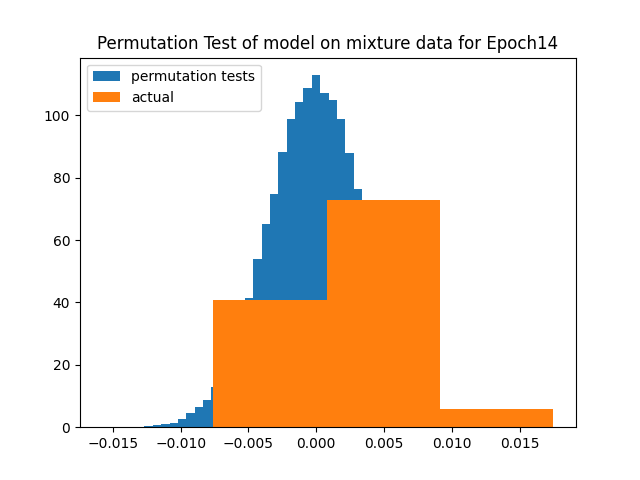 Permutation Test of model on mixture data for Epoch14
permutation tests
actual
100
80
60
40
20
0
−0.015 −0.010 −0.005 0.000 0.005 0.010 0.015